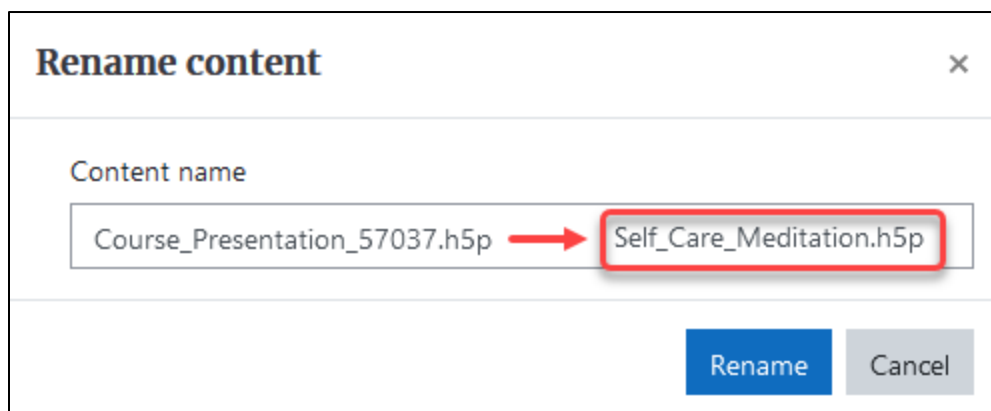 Rename content ×
Content name
Course_Presentation_57037.h5p Self_Care_Meditation.h5p
Rename Cancel